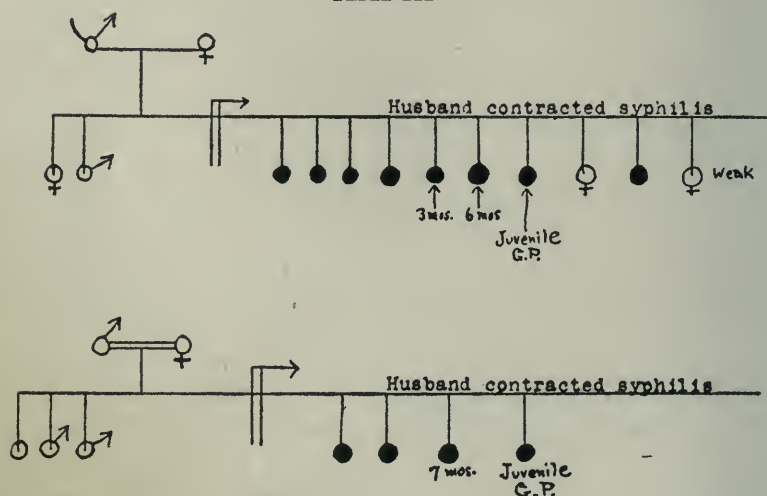 Husband contracted syphilis
Weak
3 mos. 6 mos
Juvenile
G.P.
Husband contracted syphilis
7 mos. Juvenile
G.P.